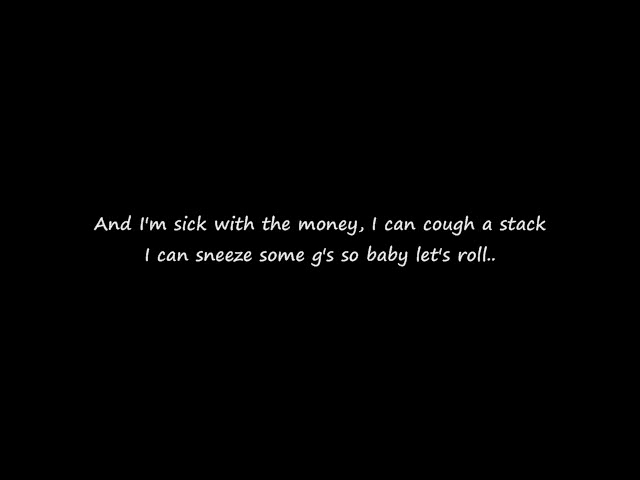 And I'm sick with the money, I can cough a stack
I can sneeze some g's so baby let's roll..